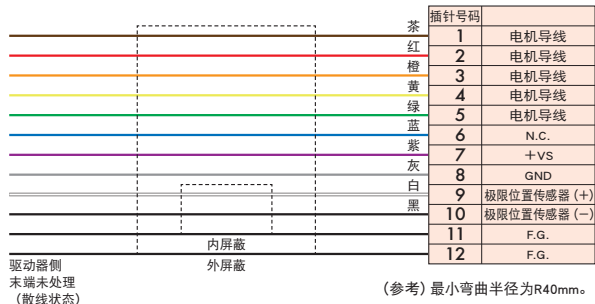 插针号码
茶 1 电机导线
红 2 电机导线
橙 3 电机导线
黄 4 电机导线
绿 5 电机导线
蓝 6 N.C.
紫 7 +VS
灰 8 GND
白 9 极限位置传感器(+)
黑 10 极限位置传感器(−)
内屏蔽 11 F.G.
外屏蔽 12 F.G.
驱动器侧
末端未处理
(散线状态)
(参考)最小弯曲半径为R40mm。